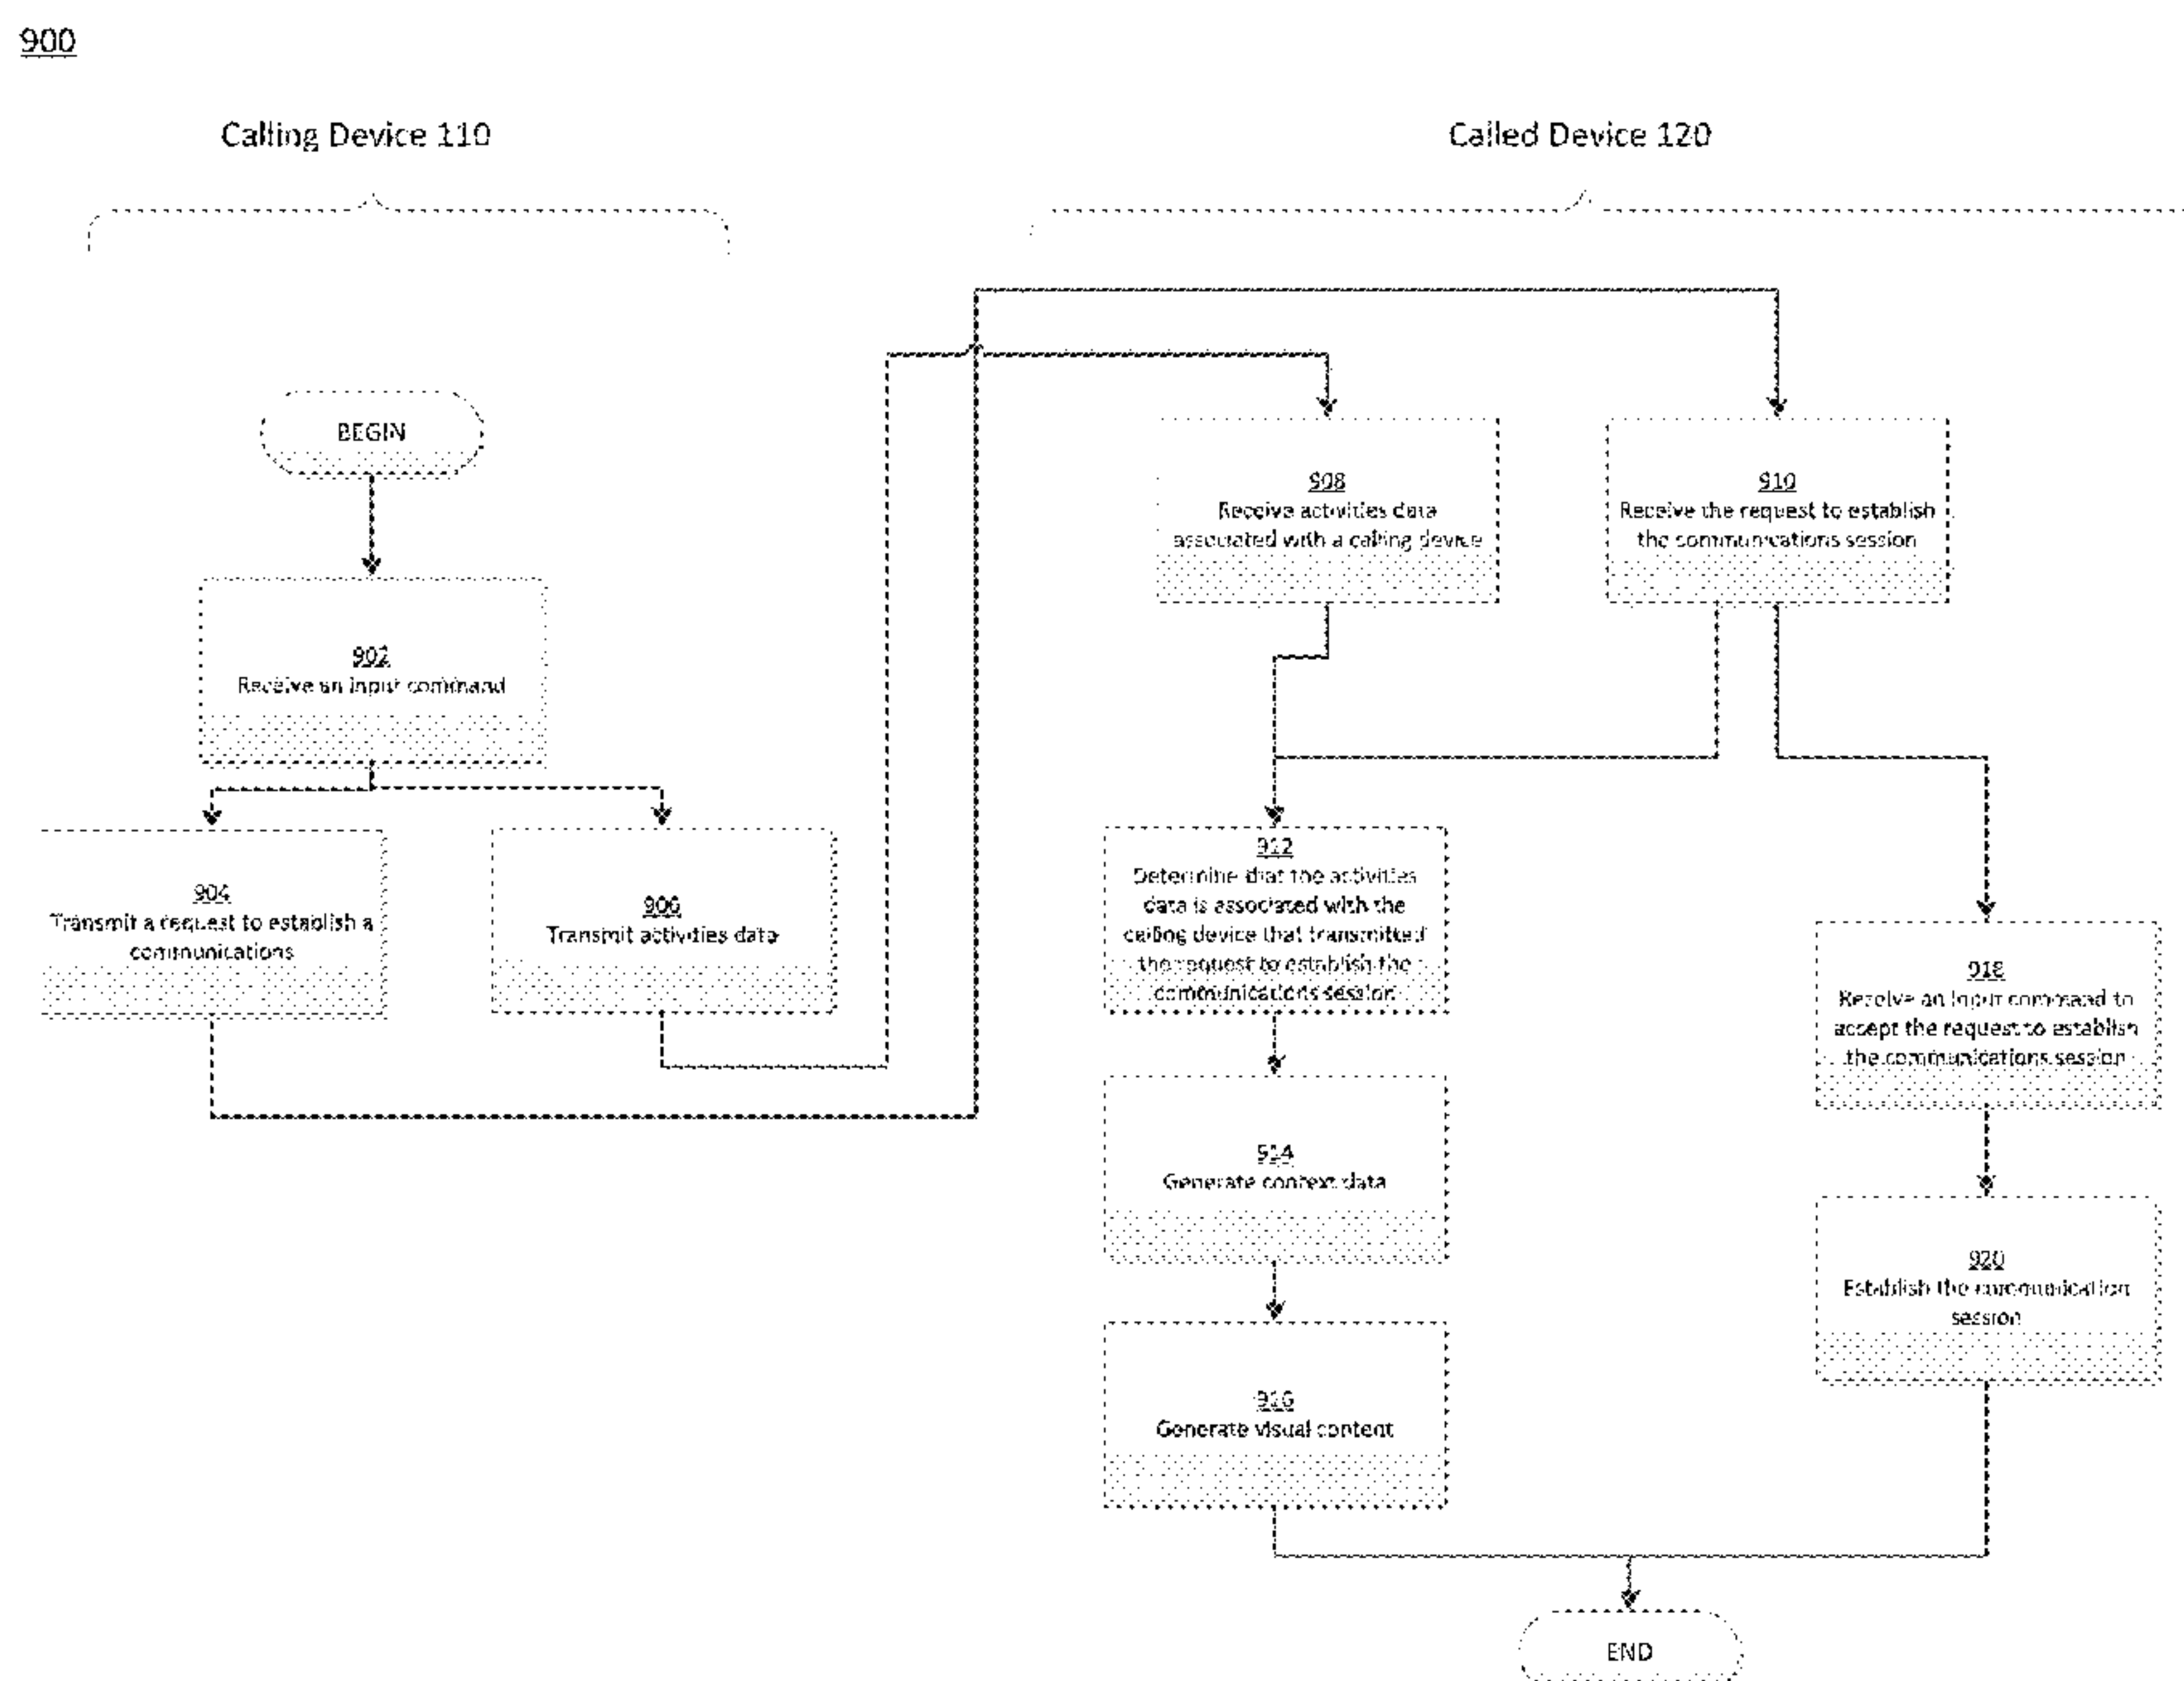 900
Calling Device 110
Called Device 120
BEGIN
902
Receive an input command
904
Transmit a request to establish a
communications
906
Transmit activities data
908
Receive activities data
associated with a calling device
910
Receive the request to establish
the communications session
912
Determine that the activities
data is associated with the
calling device that transmitted
the request to establish the
communications session
914
Generate context data
916
Generate visual content
918
Receive an input command to
accept the request to establish
the communications session
920
Establish the communication
session
END